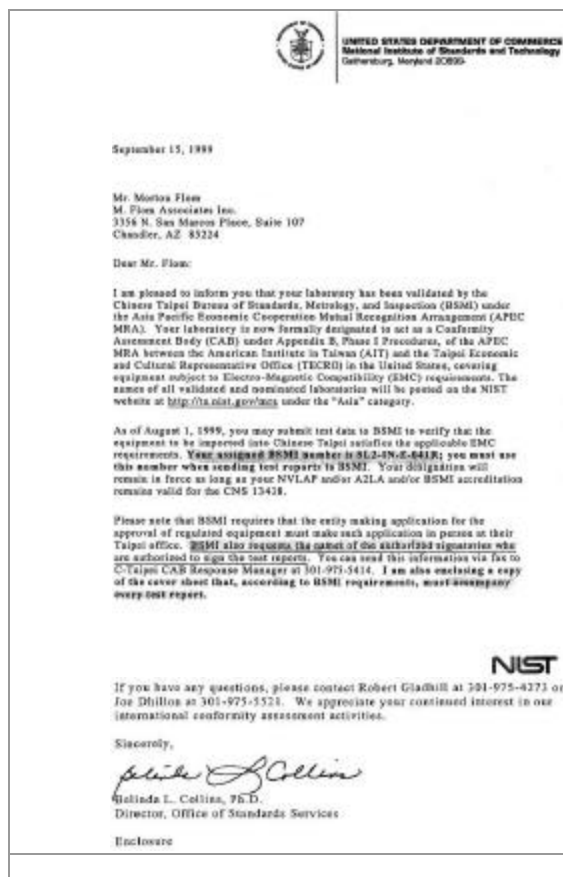 UNITED STATES DEPARTMENT OF COMMERCE
National Institute of Standards and Technology
Gaithersburg, Maryland 20899-
September 15, 1999
Mr. Morton Flom
M. Flom Associates Inc.
3356 N. San Marcos Place, Suite 107
Chandler, AZ 85224
Dear Mr. Flom:
I am pleased to inform you that your laboratory has been validated by the
Chinese Taipei Bureau of Standards, Metrology, and Inspection (BSMI) under
the Asia Pacific Economic Cooperation Mutual Recognition Arrangement (APEC
MRA). Your laboratory is now formally designated to act as a Conformity
Assessment Body (CAB) under Appendix B, Phase I Procedures, of the APEC
MRA between the American Institute in Taiwan (AIT) and the Taipei Economic
and Cultural Representative Office (TECRO) in the United States, covering
equipment subject to Electro-Magnetic Compatibility (EMC) requirements. The
names of all validated and nominated laboratories will be posted on the NIST
website at http://ts.nist.gov/mra under the "Asia" category.
As of August 1, 1999, you may submit test data to BSMI to verify that the
equipment to be imported into Chinese Taipei satisfies the applicable EMC
requirements. Your assigned BSMI number is SL2-IN-E-041R; you must use
this number when sending test reports to BSMI. Your designation will
remain in force as long as your NVLAP and/or A2LA and/or BSMI accreditation
remains valid for the CNS 13438.
Please note that BSMI requires that the entity making application for the
approval of regulated equipment must make such application in person at their
Taipei office. BSMI also requests the names of the authorized signatories who
are authorized to sign the test reports. You can send this information via fax to
C-Taipei CAB Response Manager at 301-975-5414. I am also enclosing a copy
of the cover sheet that, according to BSMI requirements, must accompany
every test report.
NIST
If you have any questions, please contact Robert Gladhill at 301-975-4273 or
Joe Dhillon at 301-975-5521. We appreciate your continued interest in our
international conformity assessment activities.
Sincerely,
Belinda L. Collins
Belinda L. Collins, Ph.D.
Director, Office of Standards Services
Enclosure